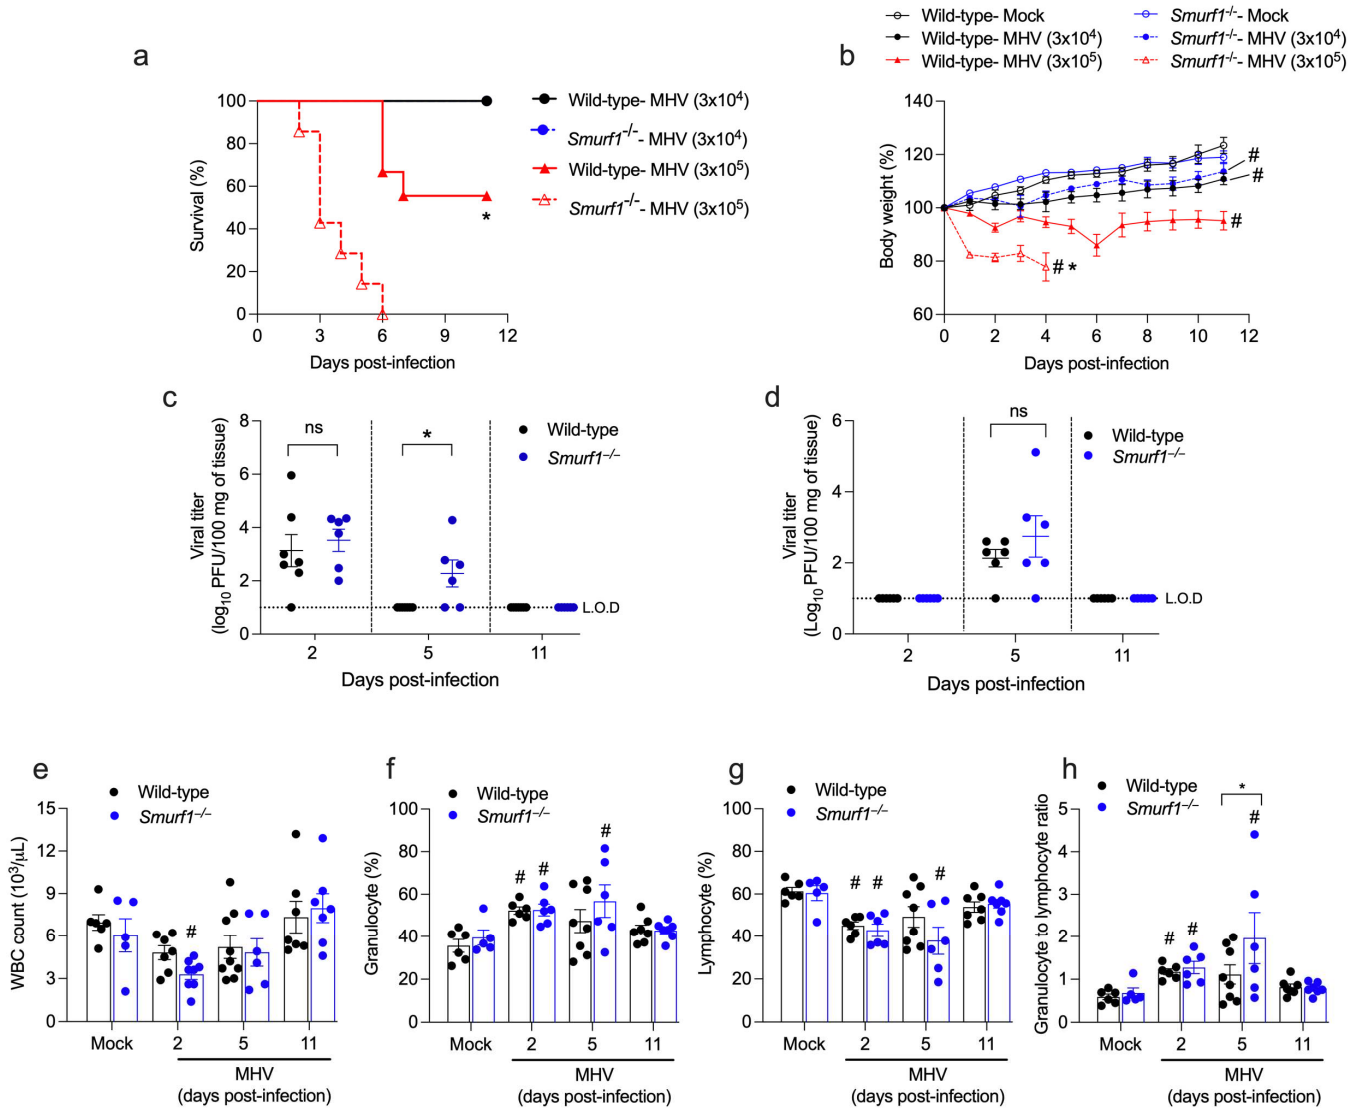 a
Survival (%)
100
80
60
40
20
0
0 3 6 9 12
Days post-infection
Wild-type- MHV (3x10⁴)
Smurf1⁻/⁻- MHV (3x10⁴)
Wild-type- MHV (3x10⁵)
Smurf1⁻/⁻- MHV (3x10⁵)
*
b
Wild-type- Mock
Wild-type- MHV (3x10⁴)
Wild-type- MHV (3x10⁵)
Smurf1⁻/⁻- Mock
Smurf1⁻/⁻- MHV (3x10⁴)
Smurf1⁻/⁻- MHV (3x10⁵)
Body weight (%)
140
120
100
80
60
0 2 4 6 8 10 12
Days post-infection
#
#
#
# *
c
Viral titer
(log₁₀ PFU/100 mg of tissue)
8
6
4
2
0
ns
*
Wild-type
Smurf1⁻/⁻
L.O.D
2 5 11
Days post-infection
d
Viral titer
(Log₁₀ PFU/100 mg of tissue)
6
4
2
0
ns
Wild-type
Smurf1⁻/⁻
L.O.D
2 5 11
Days post-infection
e
Wild-type
Smurf1⁻/⁻
WBC count (10³/µL)
15
12
9
6
3
0
#
Mock 2 5 11
MHV
(days post-infection)
f
Wild-type
Smurf1⁻/⁻
Granulocyte (%)
100
80
60
40
20
0
# # #
Mock 2 5 11
MHV
(days post-infection)
g
Wild-type
Smurf1⁻/⁻
Lymphocyte (%)
100
80
60
40
20
0
# # #
Mock 2 5 11
MHV
(days post-infection)
h
Wild-type
Smurf1⁻/⁻
Granulocyte to lymphocyte ratio
5
4
3
2
1
0
*
# # #
Mock 2 5 11
MHV
(days post-infection)